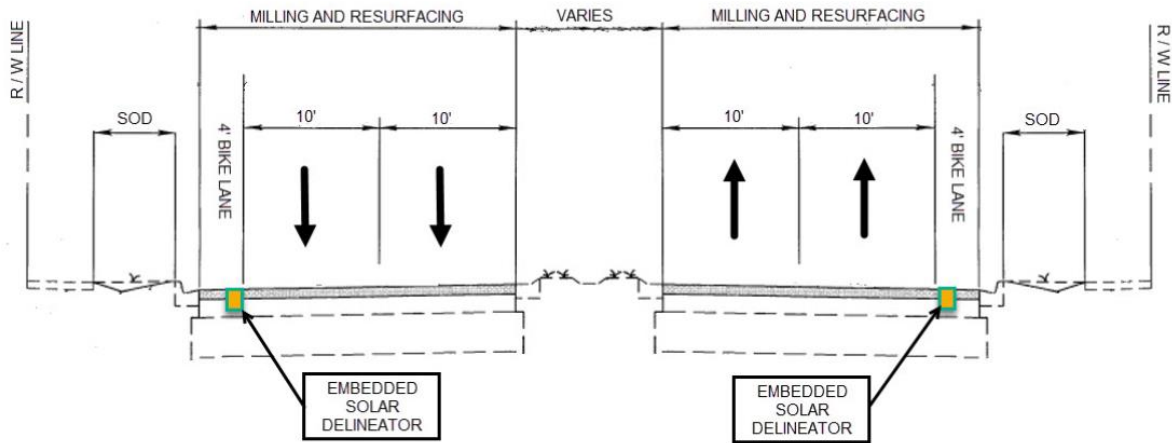 MILLING AND RESURFACING
VARIES
MILLING AND RESURFACING
R / W LINE
SOD
4' BIKE LANE
10'
10'
10'
10'
4' BIKE LANE
SOD
R / W LINE
EMBEDDED
SOLAR
DELINEATOR
EMBEDDED
SOLAR
DELINEATOR